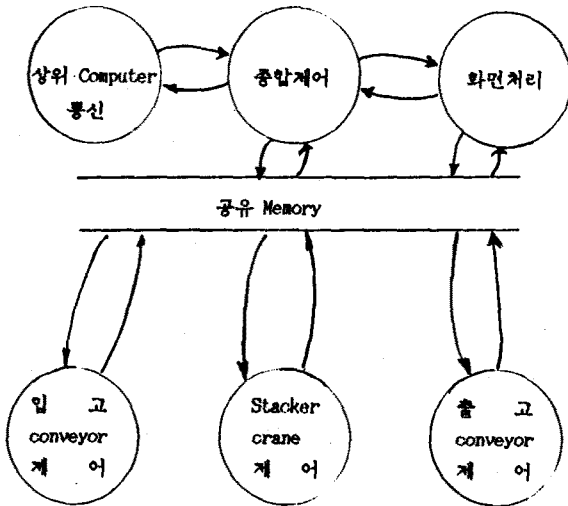 상위·Computer
통신
종합제어
화면처리
공유 Memory
입 고
conveyor
제 어
Stacker
crane
제 어
출 고
conveyor
제 어